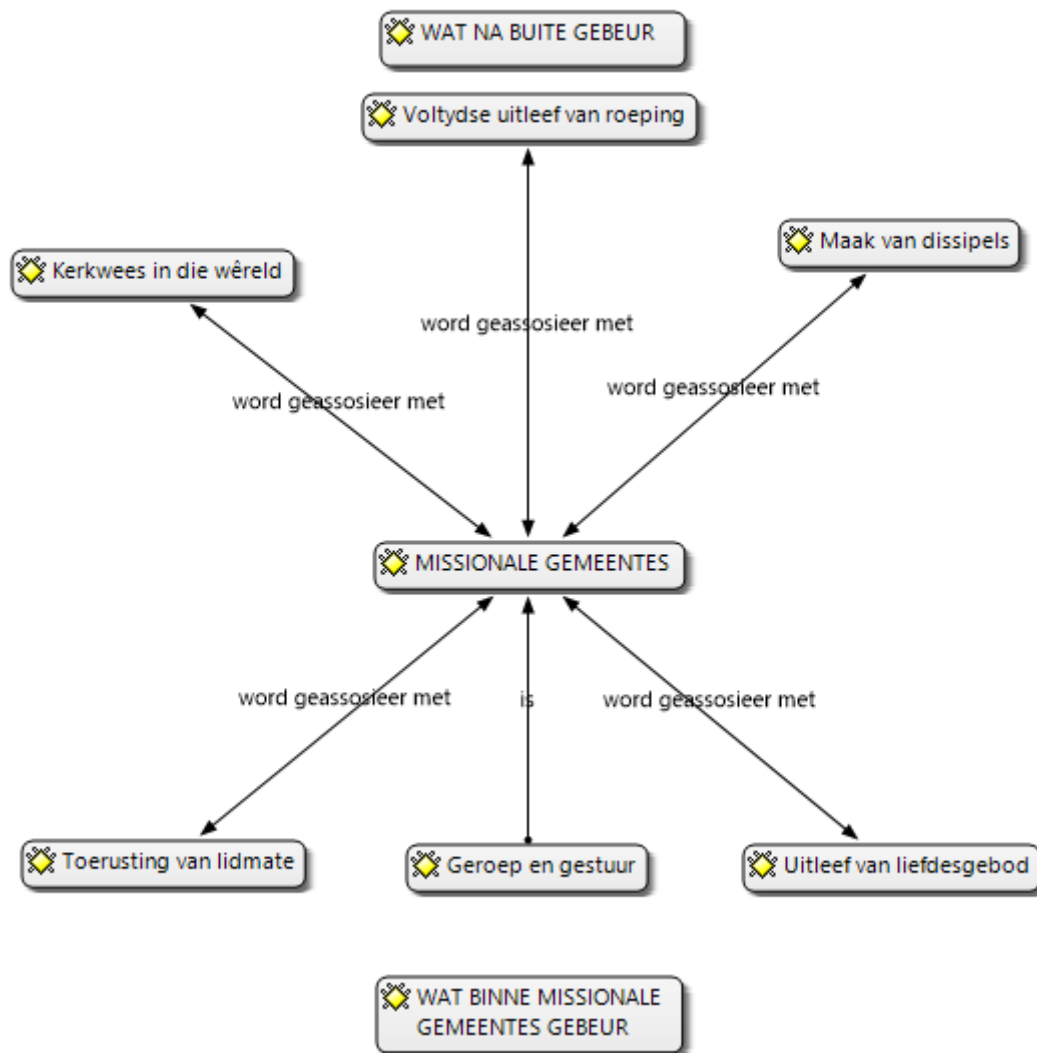 WAT NA BUITE GEBEUR
Voltydse uitleef van roeping
Maak van dissipels
Kerkwees in die wêreld
word geassosieer met
word geassosieer met
word geassosieer met
MISSIONALE GEMEENTES
word geassosieer met
is
word geassosieer met
Toerusting van lidmate
Geroep en gestuur
Uitleef van liefdesgebod
WAT BINNE MISSIONALE
GEMEENTES GEBEUR